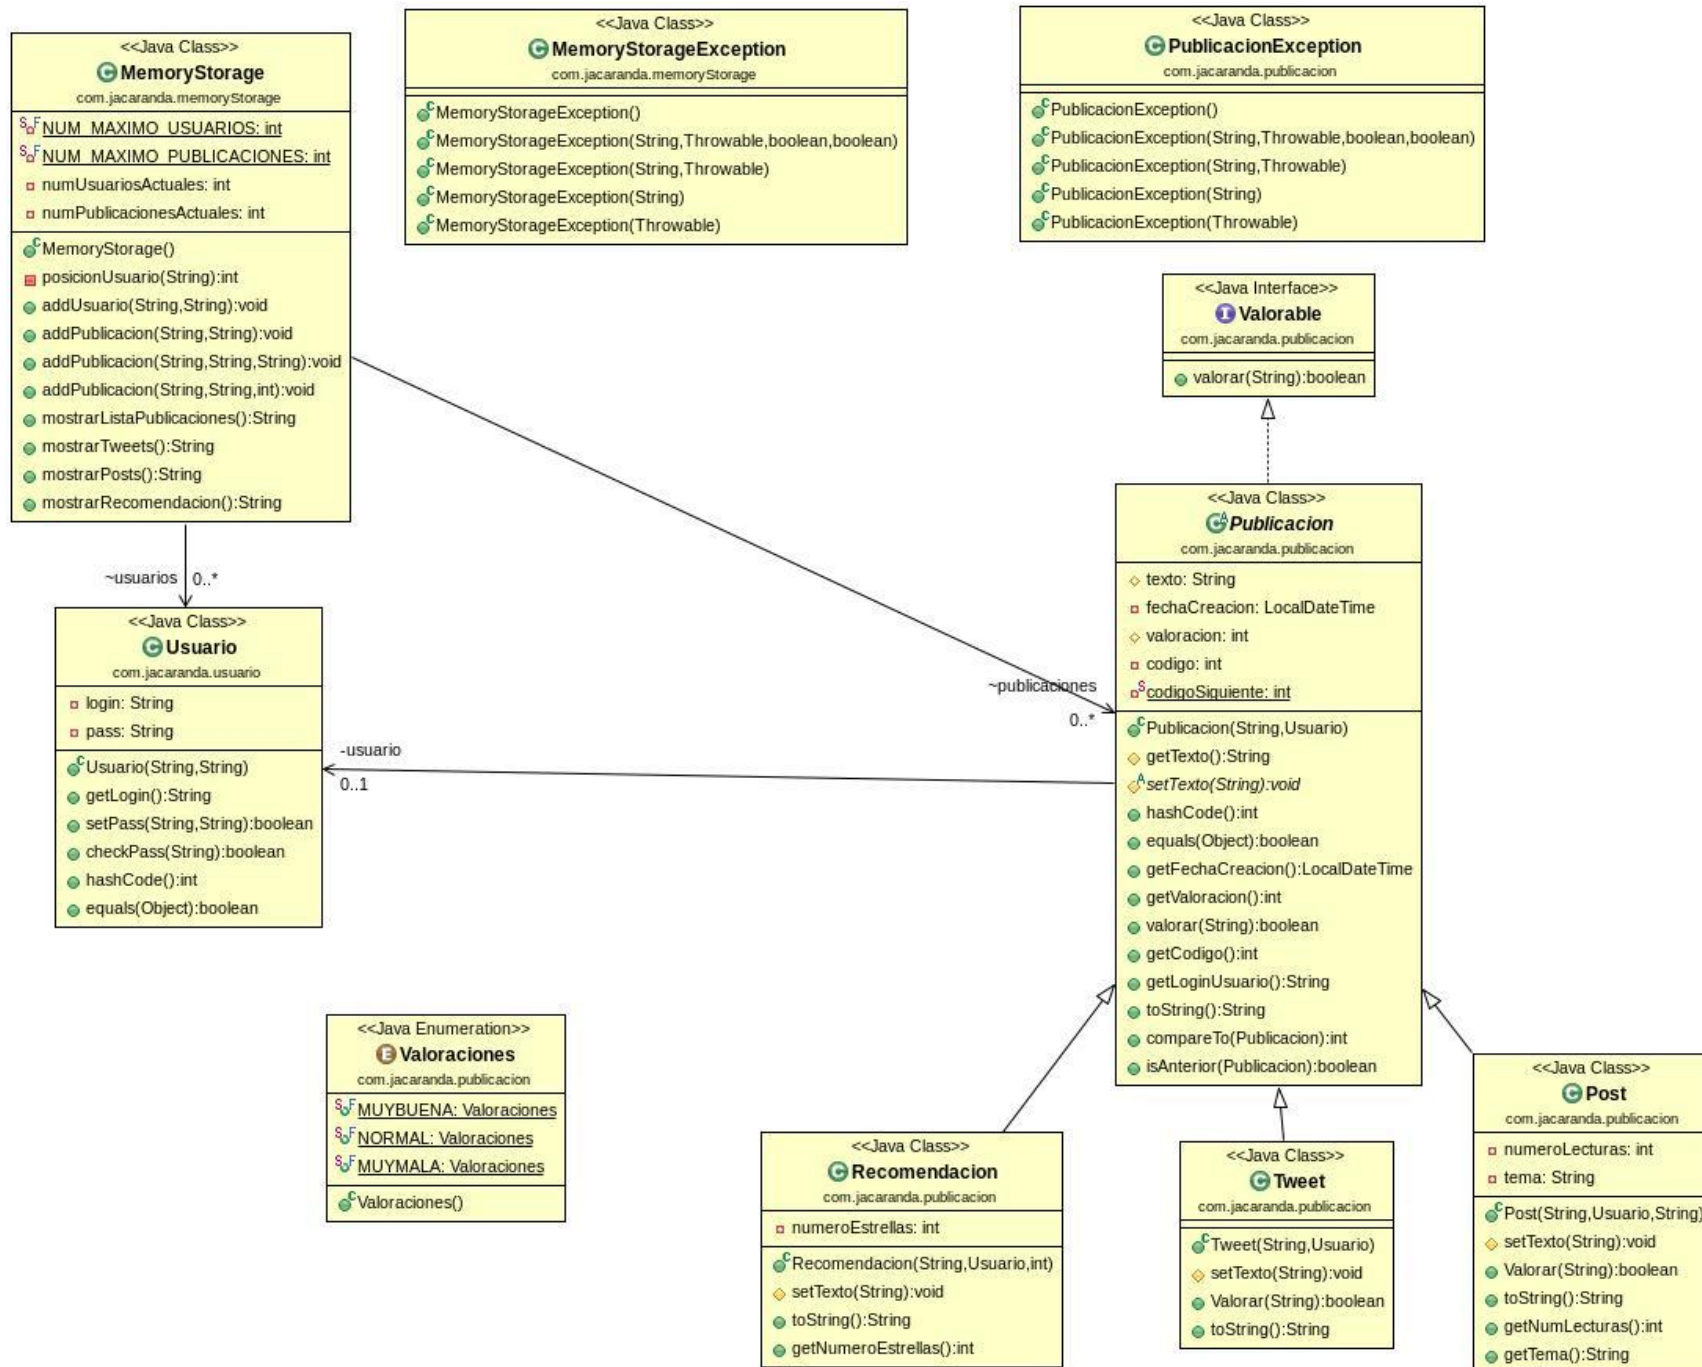 <<Java Class>>
MemoryStorage
com.jacaranda.memoryStorage
NUM_MAXIMO_USUARIOS: int
NUM_MAXIMO_PUBLICACIONES: int
numUsuariosActuales: int
numPublicacionesActuales: int
MemoryStorage()
posicionUsuario(String):int
addUsuario(String,String):void
addPublicacion(String,String):void
addPublicacion(String,String,String):void
addPublicacion(String,String,int):void
mostrarListaPublicaciones():String
mostrarTweets():String
mostrarPosts():String
mostrarRecomendacion():String
<<Java Class>>
MemoryStorageException
com.jacaranda.memoryStorage
MemoryStorageException()
MemoryStorageException(String,Throwable,boolean,boolean)
MemoryStorageException(String,Throwable)
MemoryStorageException(String)
MemoryStorageException(Throwable)
<<Java Class>>
PublicacionException
com.jacaranda.publicacion
PublicacionException()
PublicacionException(String,Throwable,boolean,boolean)
PublicacionException(String,Throwable)
PublicacionException(String)
PublicacionException(Throwable)
<<Java Interface>>
Valorable
com.jacaranda.publicacion
valorar(String):boolean
~usuarios 0..*
<<Java Class>>
Usuario
com.jacaranda.usuario
login: String
pass: String
Usuario(String,String)
getLogin():String
setPass(String,String):boolean
checkPass(String):boolean
hashCode():int
equals(Object):boolean
-usuario
0..1
~publicaciones
0..*
<<Java Class>>
Publicacion
com.jacaranda.publicacion
texto: String
fechaCreacion: LocalDateTime
valoracion: int
codigo: int
codigoSiguiente: int
Publicacion(String,Usuario)
getTexto():String
setTexto(String):void
hashCode():int
equals(Object):boolean
getFechaCreacion():LocalDateTime
getValoracion():int
valorar(String):boolean
getCodigo():int
getLoginUsuario():String
toString():String
compareTo(Publicacion):int
isAnterior(Publicacion):boolean
<<Java Enumeration>>
Valoraciones
com.jacaranda.publicacion
MUYBUENA: Valoraciones
NORMAL: Valoraciones
MUYMALA: Valoraciones
Valoraciones()
<<Java Class>>
Recomendacion
com.jacaranda.publicacion
numeroEstrellas: int
Recomendacion(String,Usuario,int)
setTexto(String):void
toString():String
getNumeroEstrellas():int
<<Java Class>>
Tweet
com.jacaranda.publicacion
Tweet(String,Usuario)
setTexto(String):void
Valorar(String):boolean
toString():String
<<Java Class>>
Post
com.jacaranda.publicacion
numeroLecturas: int
tema: String
Post(String,Usuario,String)
setTexto(String):void
Valorar(String):boolean
toString():String
getNumLecturas():int
getTema():String